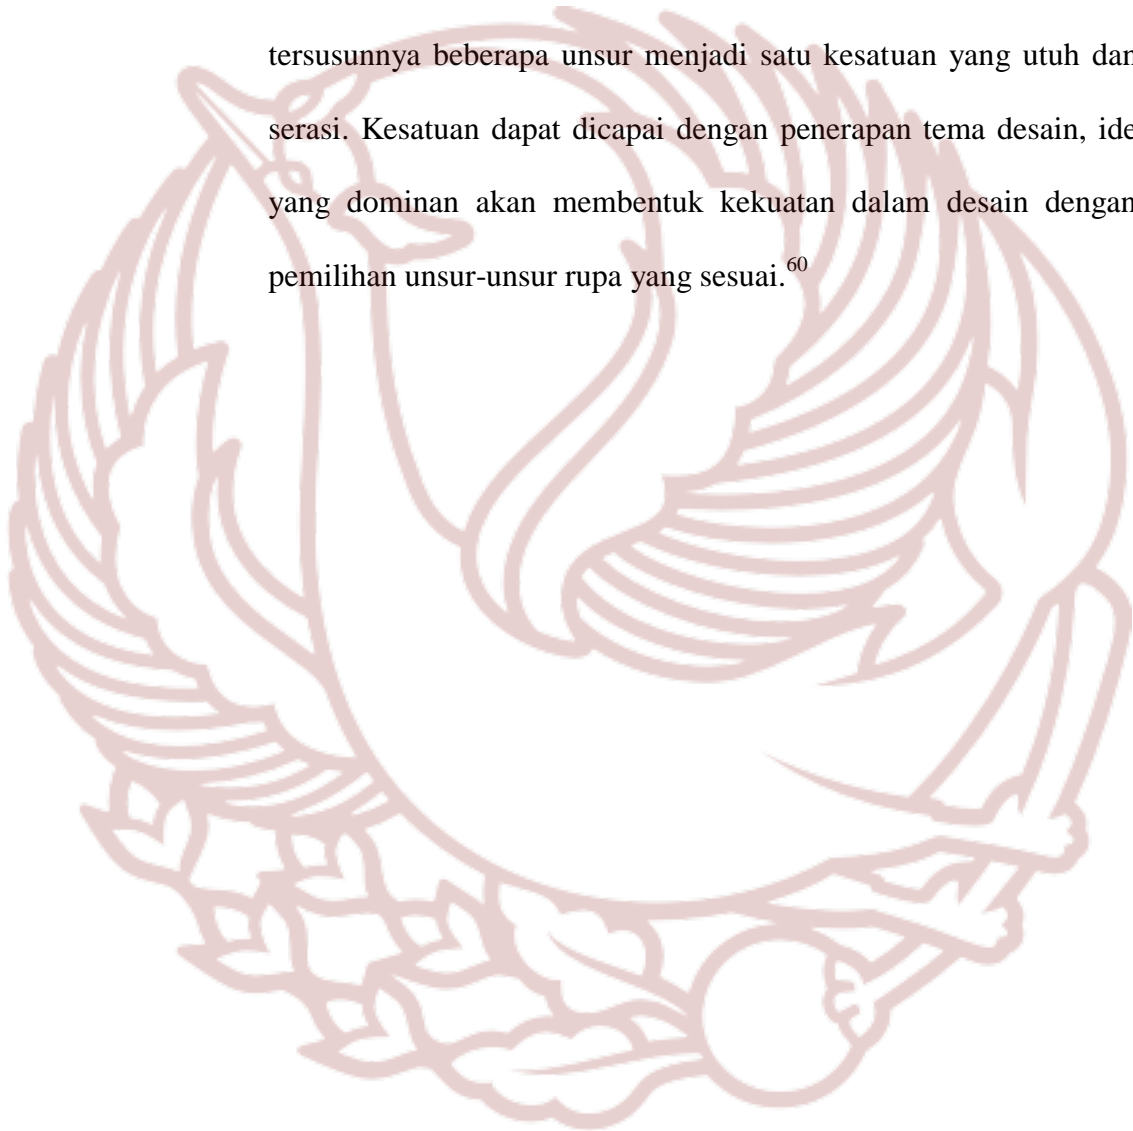 tersusunnya beberapa unsur menjadi satu kesatuan yang utuh dan
serasi. Kesatuan dapat dicapai dengan penerapan tema desain, ide
yang dominan akan membentuk kekuatan dalam desain dengan
pemilihan unsur-unsur rupa yang sesuai.60